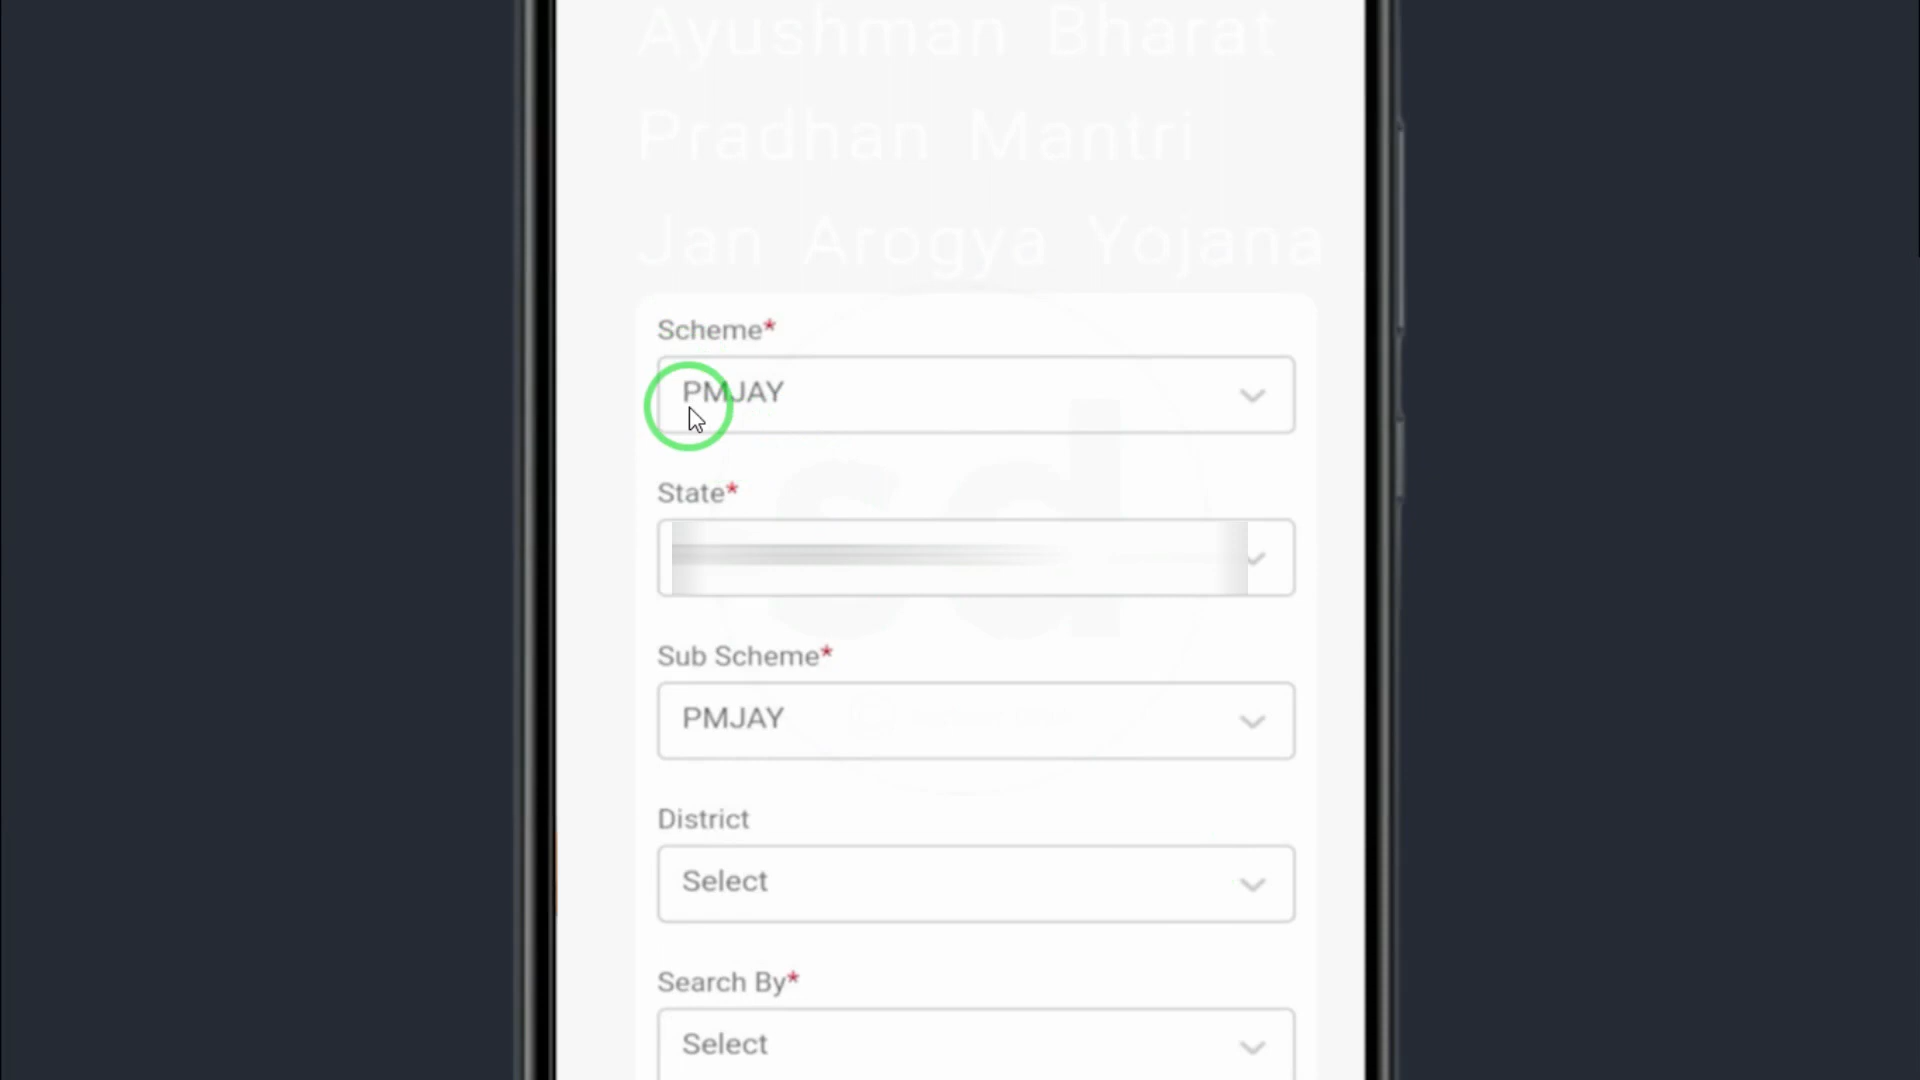 Ayushman Bharat
Pradhan Mantri
Jan Arogya Yojana
Scheme*
PMJAY
State*
Sub Scheme*
PMJAY
District
Select
Search By*
Select